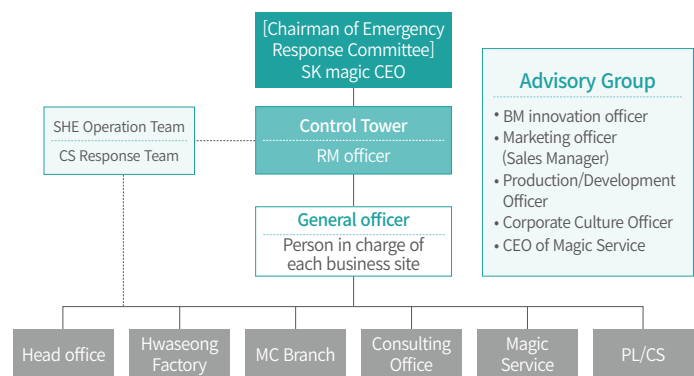 [Chairman of Emergency
Response Committee]
SK magic CEO
Advisory Group
• BM innovation officer
• Marketing officer
(Sales Manager)
• Production/Development
Officer
• Corporate Culture Officer
• CEO of Magic Service
SHE Operation Team
CS Response Team
Control Tower
RM officer
General officer
Person in charge of
each business site
Head office
Hwaseong
Factory
MC Branch
Consulting
Office
Magic
Service
PL/CS